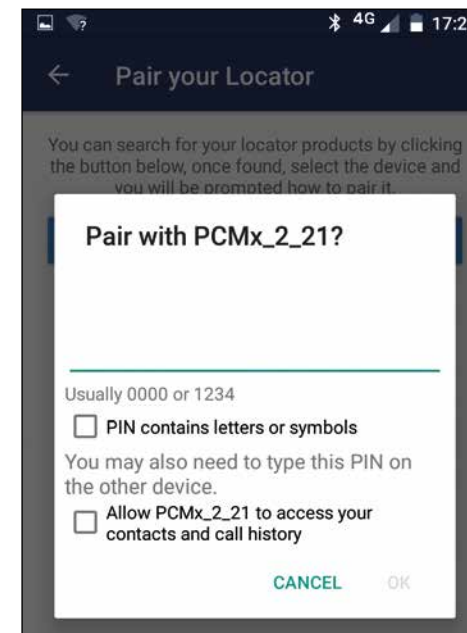 4G 17:2
Pair your Locator
You can search for your locator products by clicking
the button below, once found, select the device and
you will be prompted how to pair it.
Pair with PCMx_2_21?
Usually 0000 or 1234
PIN contains letters or symbols
You may also need to type this PIN on
the other device.
Allow PCMx_2_21 to access your
contacts and call history
CANCEL OK